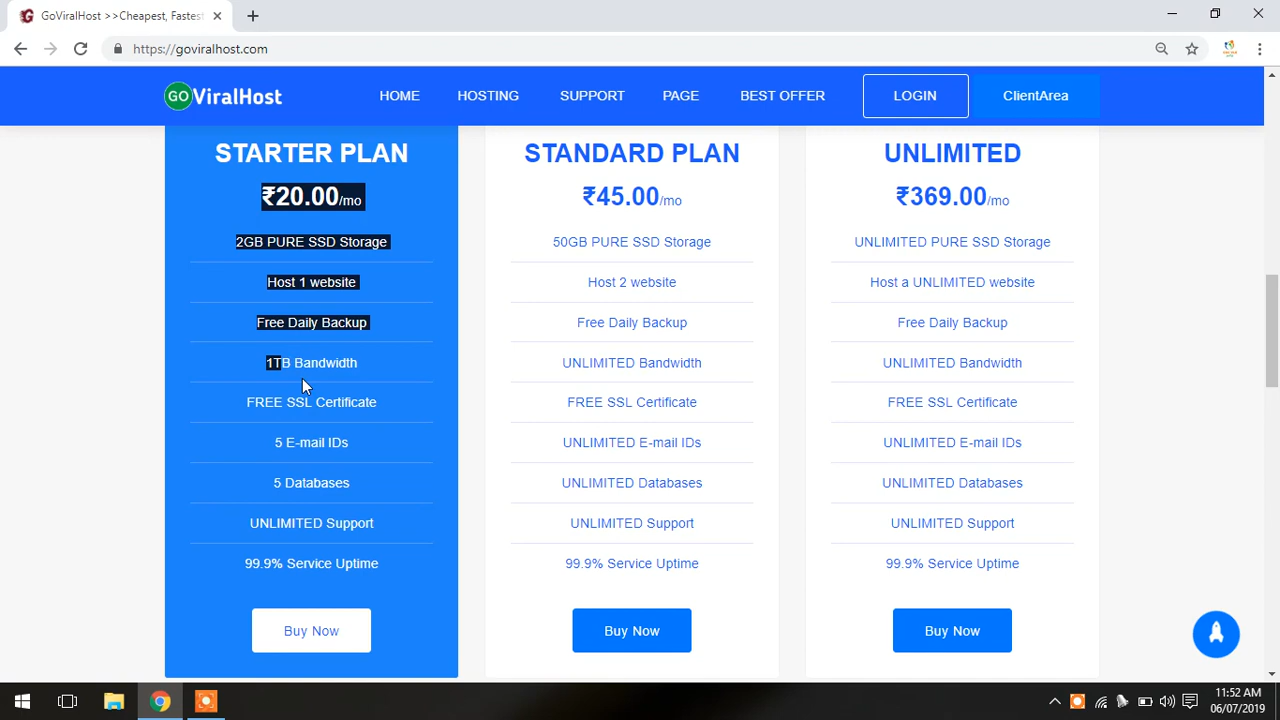 GoViralHost >>Cheapest, Fastest
https://goviralhost.com
GOViralHost
HOME
HOSTING
SUPPORT
PAGE
BEST OFFER
LOGIN
ClientArea
STARTER PLAN
₹20.00/mo
2GB PURE SSD Storage
Host 1 website
Free Daily Backup
1TB Bandwidth
FREE SSL Certificate
5 E-mail IDs
5 Databases
UNLIMITED Support
99.9% Service Uptime
Buy Now
STANDARD PLAN
₹45.00/mo
50GB PURE SSD Storage
Host 2 website
Free Daily Backup
UNLIMITED Bandwidth
FREE SSL Certificate
UNLIMITED E-mail IDs
UNLIMITED Databases
UNLIMITED Support
99.9% Service Uptime
Buy Now
UNLIMITED
₹369.00/mo
UNLIMITED PURE SSD Storage
Host a UNLIMITED website
Free Daily Backup
UNLIMITED Bandwidth
FREE SSL Certificate
UNLIMITED E-mail IDs
UNLIMITED Databases
UNLIMITED Support
99.9% Service Uptime
Buy Now
11:52 AM
06/07/2019